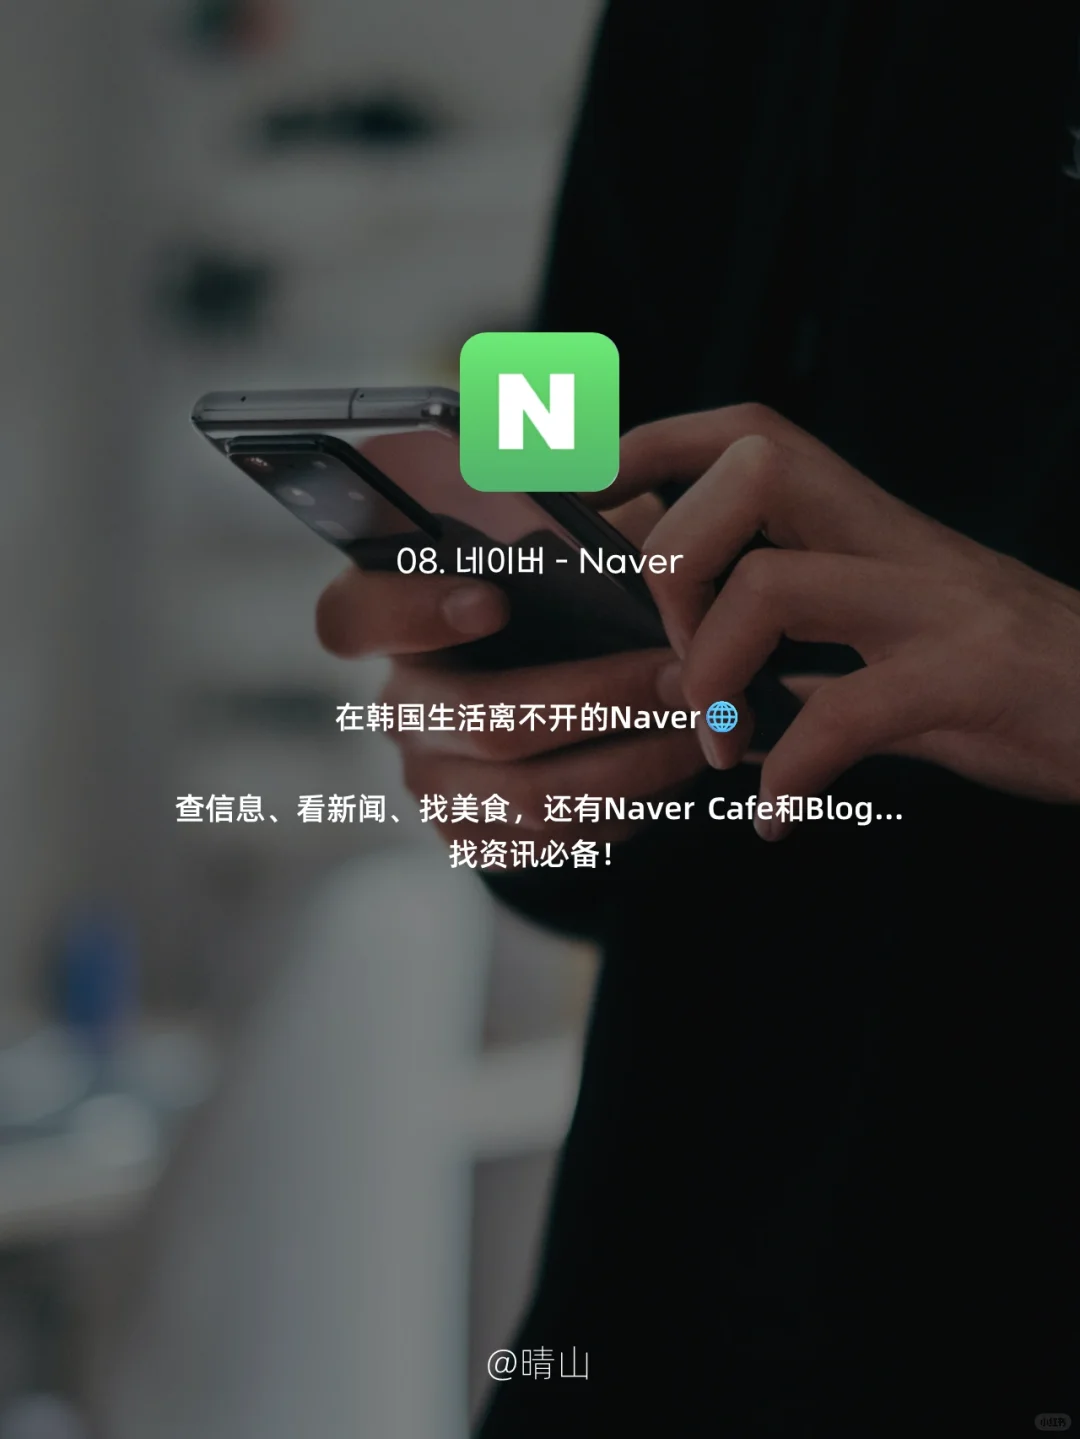 N
08. 네이버 - Naver
在韩国生活离不开的Naver🌐
查信息、看新闻、找美食，还有Naver Cafe和Blog...
找资讯必备！
@晴山
小红书